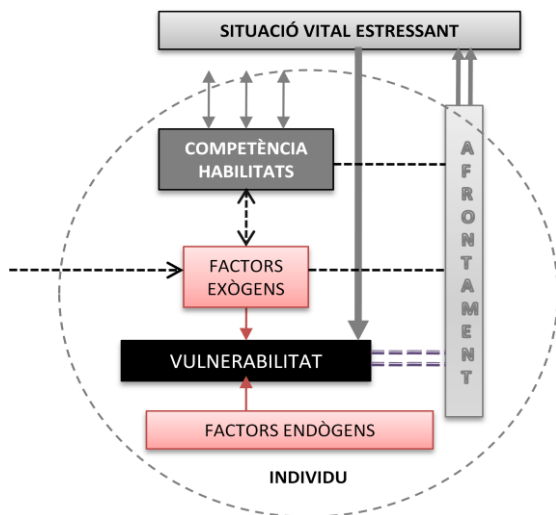 SITUACIÓ VITAL ESTRESSANT
COMPETÈNCIA
HABILITATS
AFRONTAMENT
FACTORS
EXÒGENS
VULNERABILITAT
FACTORS ENDÒGENS
INDIVIDU